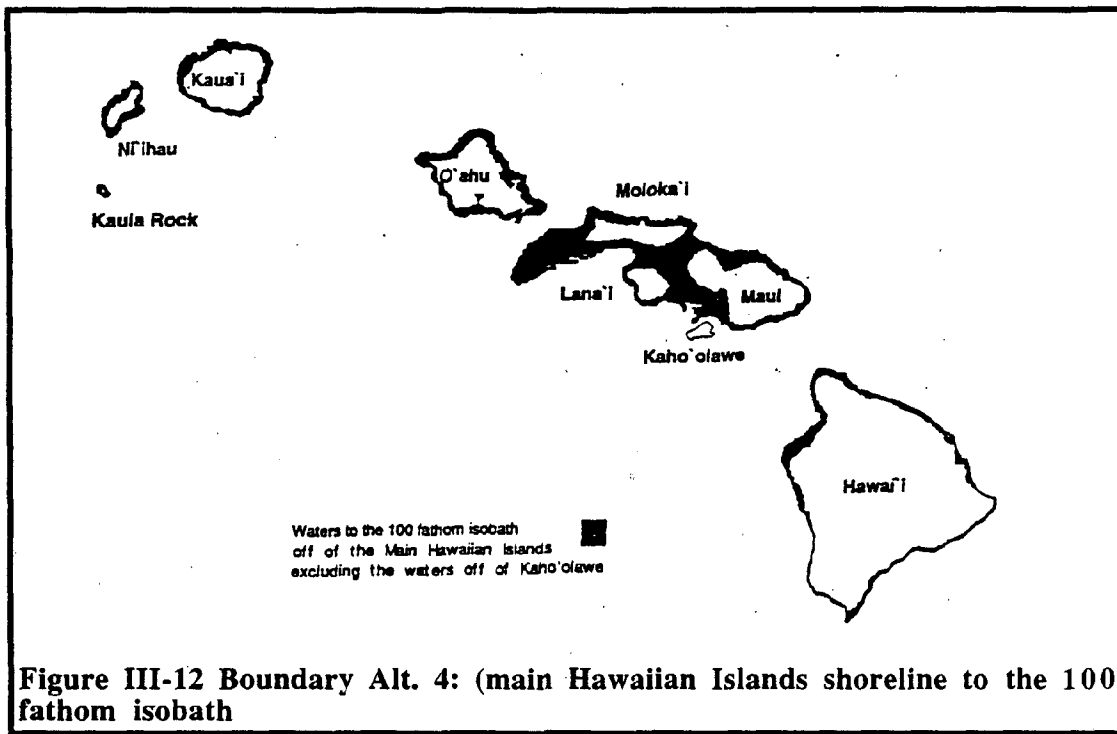 Kaua`i
Ni`ihau
Kaula Rock
O`ahu
Moloka`i
Lana`i
Maui
Kaho`olawe
Hawai`i
Waters to the 100 fathom isobath
off of the Main Hawaiian Islands
excluding the waters off of Kaho'olawe
Figure III-12 Boundary Alt. 4: (main Hawaiian Islands shoreline to the 100
fathom isobath